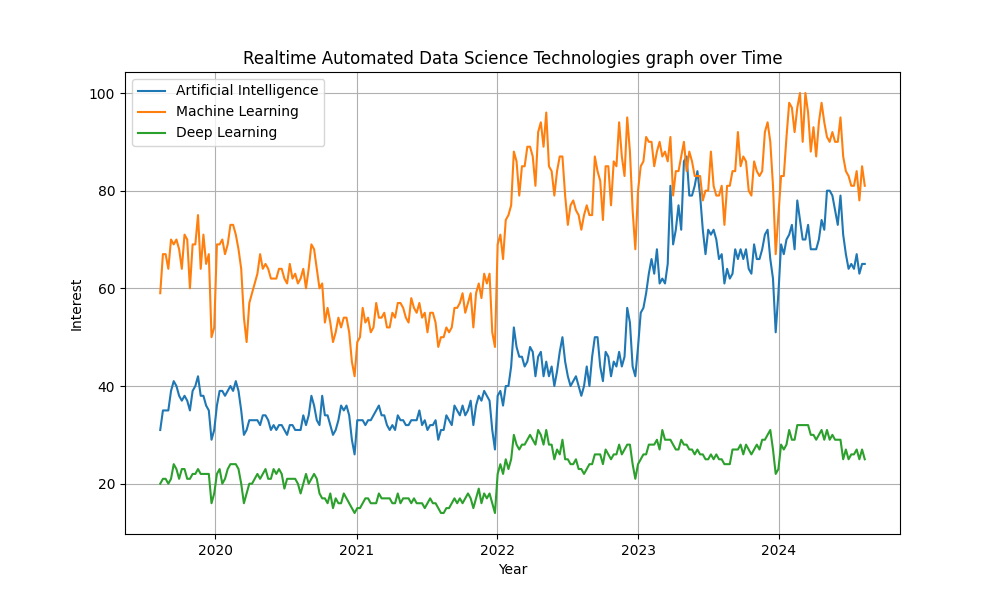 Realtime Automated Data Science Technologies graph over Time
Artificial Intelligence
Machine Learning
Deep Learning
100
80
60
40
20
Interest
2020 2021 2022 2023 2024
Year